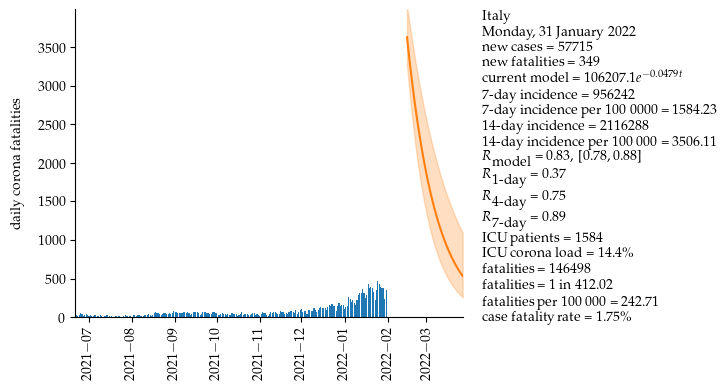 Italy
Monday, 31 January 2022
new cases = 57715
new fatalities = 349
current model = 106207.1e^{-0.0479t}
7-day incidence = 956242
7-day incidence per 100 0000 = 1584.23
14-day incidence = 2116288
14-day incidence per 100 000 = 3506.11
R_model = 0.83, [0.78, 0.88]
R_1-day = 0.37
R_4-day = 0.75
R_7-day = 0.89
ICU patients = 1584
ICU corona load = 14.4%
fatalities = 146498
fatalities = 1 in 412.02
fatalities per 100 000 = 242.71
case fatality rate = 1.75%
daily corona fatalities
3500
3000
2500
2000
1500
1000
500
0
2021−07
2021−08
2021−09
2021−10
2021−11
2021−12
2022−01
2022−02
2022−03